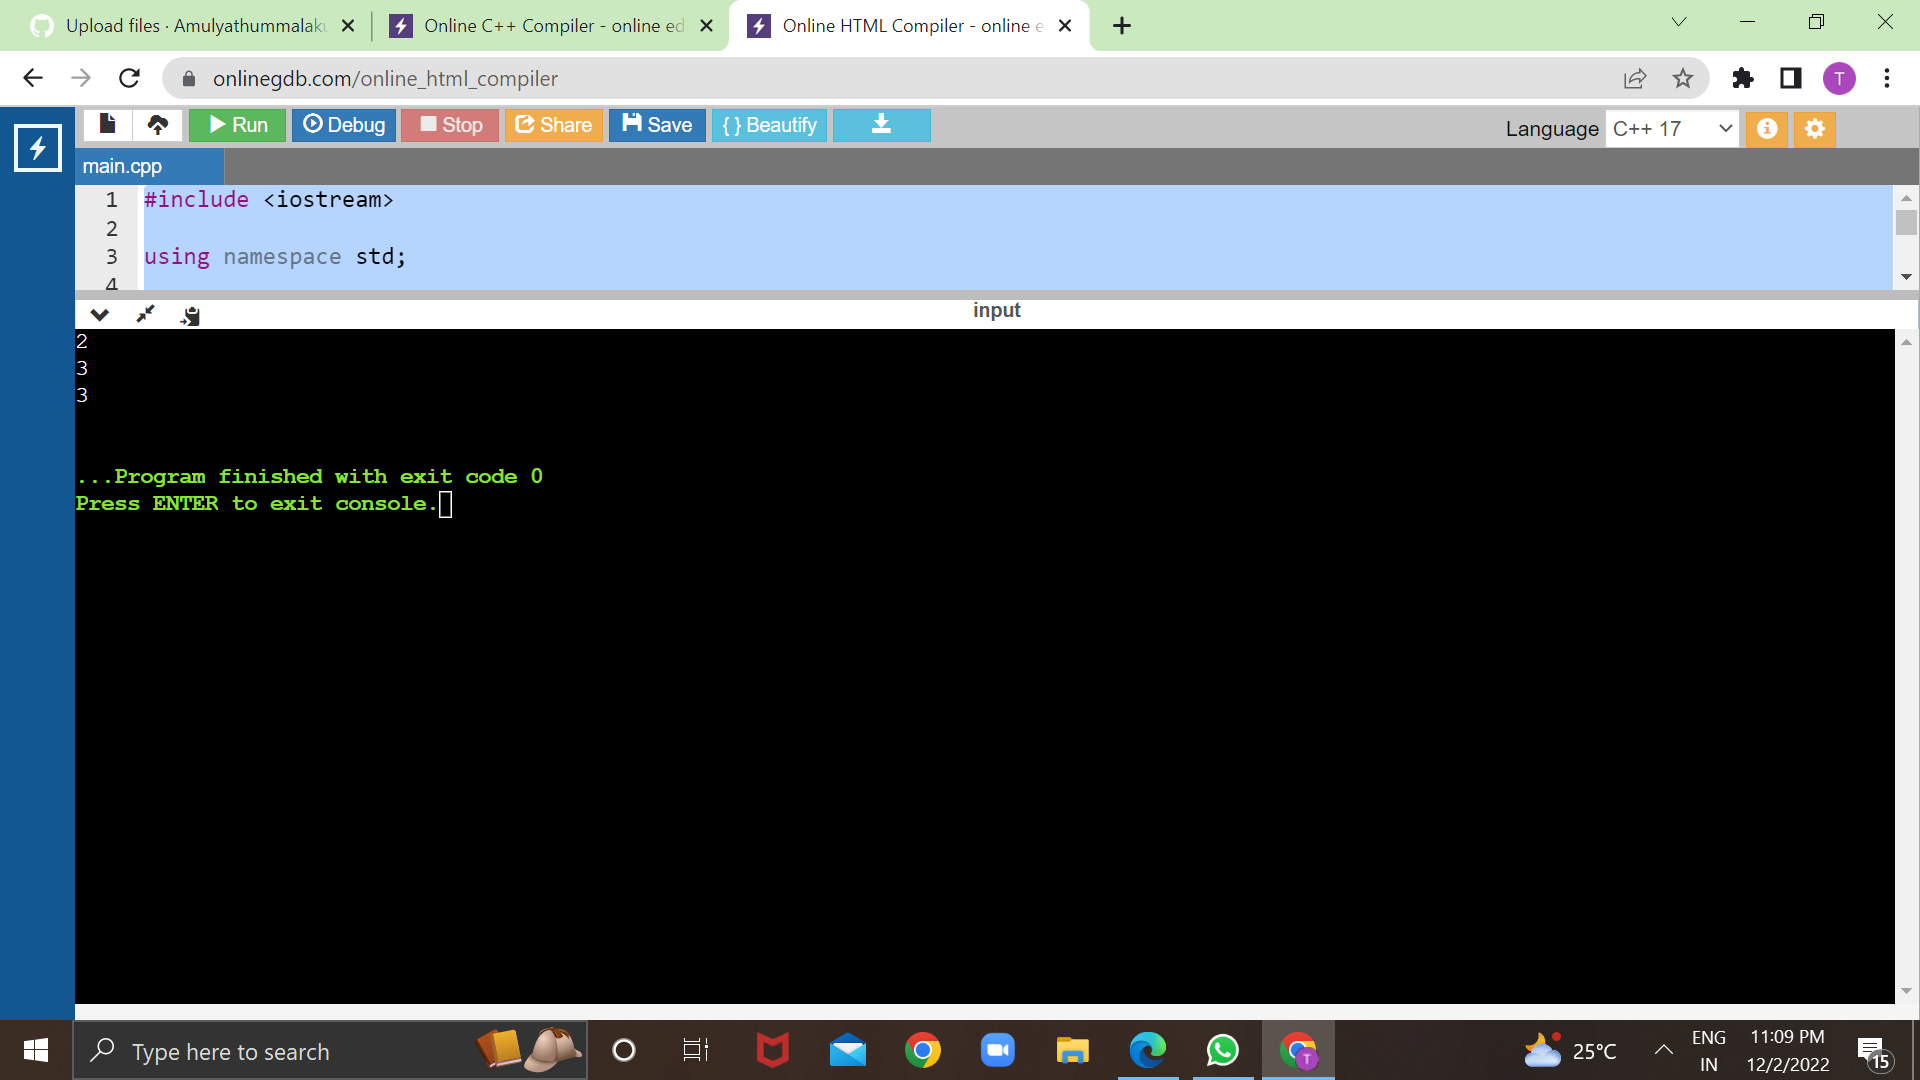 Upload files · Amulyathummalaku
Online C++ Compiler - online edi
Online HTML Compiler - online e
onlinegdb.com/online_html_compiler
T
Run
Debug
Stop
Share
Save
{ } Beautify
Language
C++ 17
main.cpp
1 #include <iostream>
2
3 using namespace std;
4
input
2
3
3
...Program finished with exit code 0
Press ENTER to exit console.
Type here to search
T
25°C
ENG
IN
11:09 PM
12/2/2022
15